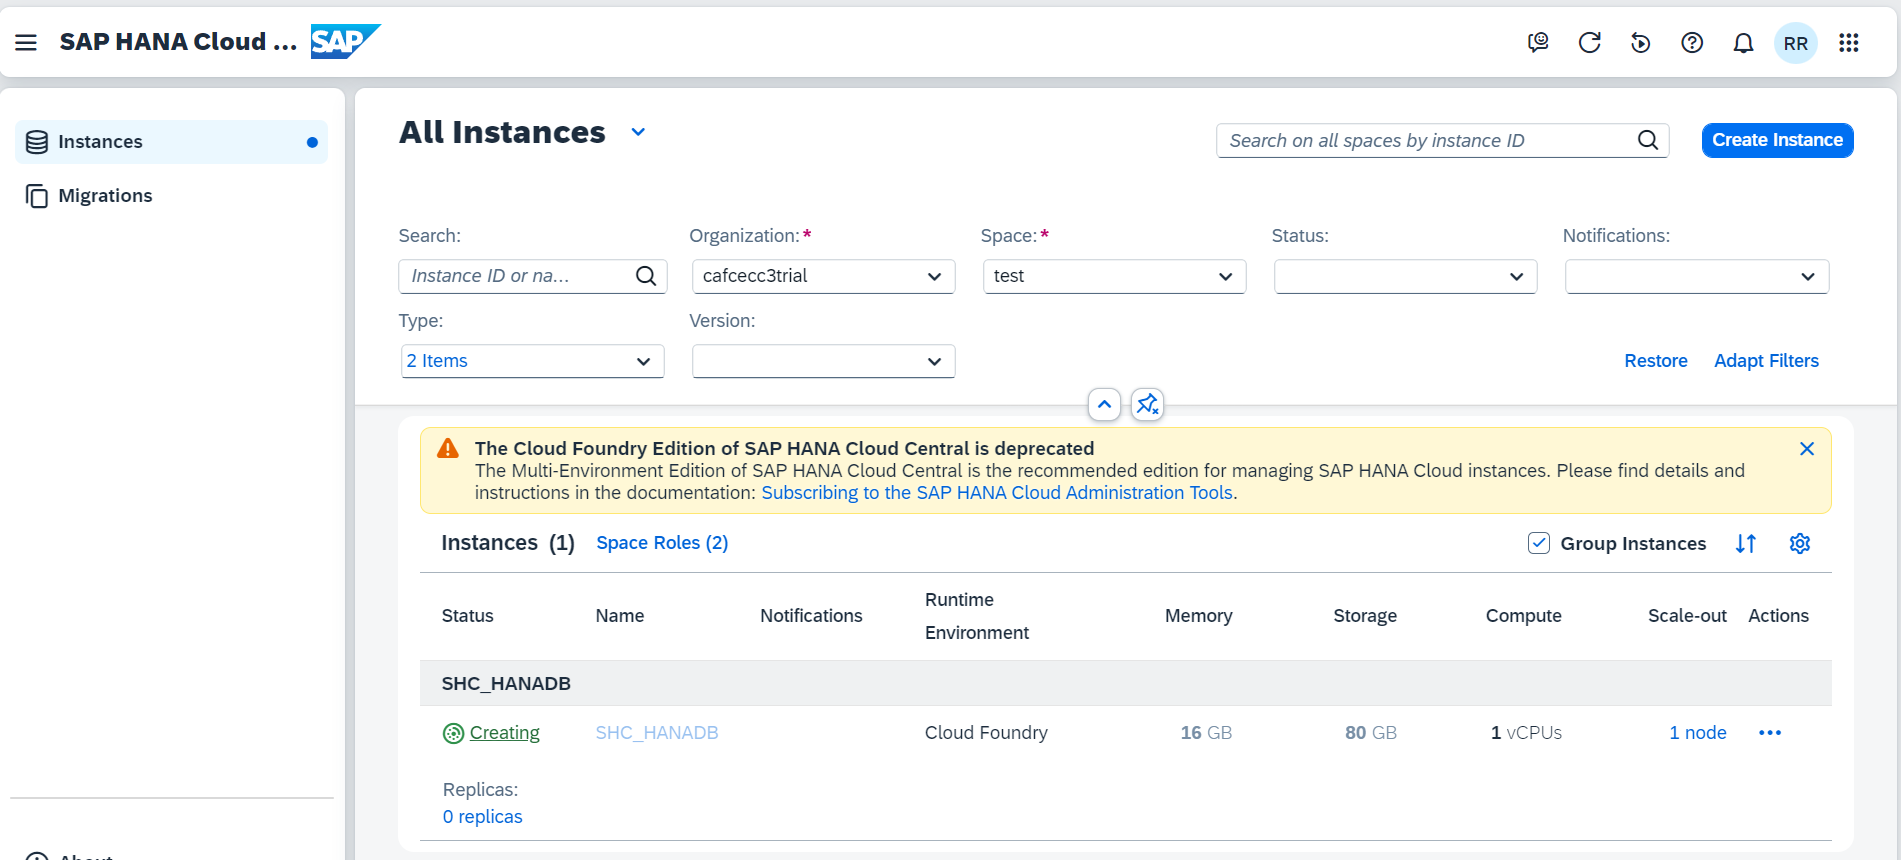 SAP HANA Cloud ...
SAP
RR
Instances
Migrations
All Instances
Search on all spaces by instance ID
Create Instance
Search:
Organization:*
Space:*
Status:
Notifications:
Instance ID or na...
cafcecc3trial
test
Type:
Version:
2 Items
Restore
Adapt Filters
The Cloud Foundry Edition of SAP HANA Cloud Central is deprecated
The Multi-Environment Edition of SAP HANA Cloud Central is the recommended edition for managing SAP HANA Cloud instances. Please find details and
instructions in the documentation: Subscribing to the SAP HANA Cloud Administration Tools.
Instances (1)
Space Roles (2)
Group Instances
Status
Name
Notifications
Runtime
Environment
Memory
Storage
Compute
Scale-out
Actions
SHC_HANADB
Creating
SHC_HANADB
Cloud Foundry
16 GB
80 GB
1 vCPUs
1 node
Replicas:
0 replicas
About